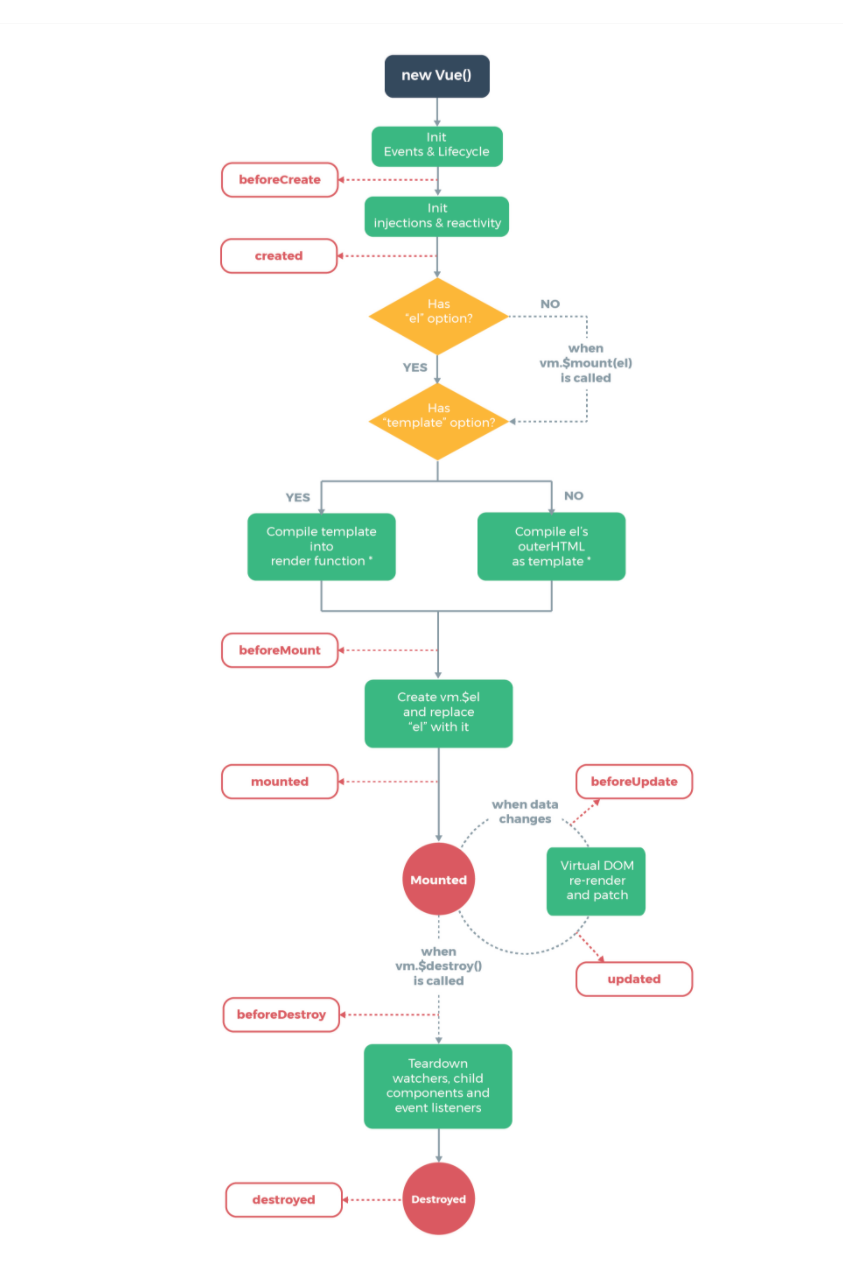 new Vue()
Init
Events & Lifecycle
beforeCreate
Init
injections & reactivity
created
Has
“el” option?
NO
when
vm.$mount(el)
is called
YES
Has
“template” option?
YES
NO
Compile template
into
render function *
Compile el’s
outerHTML
as template *
beforeMount
Create vm.$el
and replace
“el” with it
mounted
beforeUpdate
when data
changes
Mounted
Virtual DOM
re-render
and patch
when
vm.$destroy()
is called
updated
beforeDestroy
Teardown
watchers, child
components and
event listeners
destroyed
Destroyed